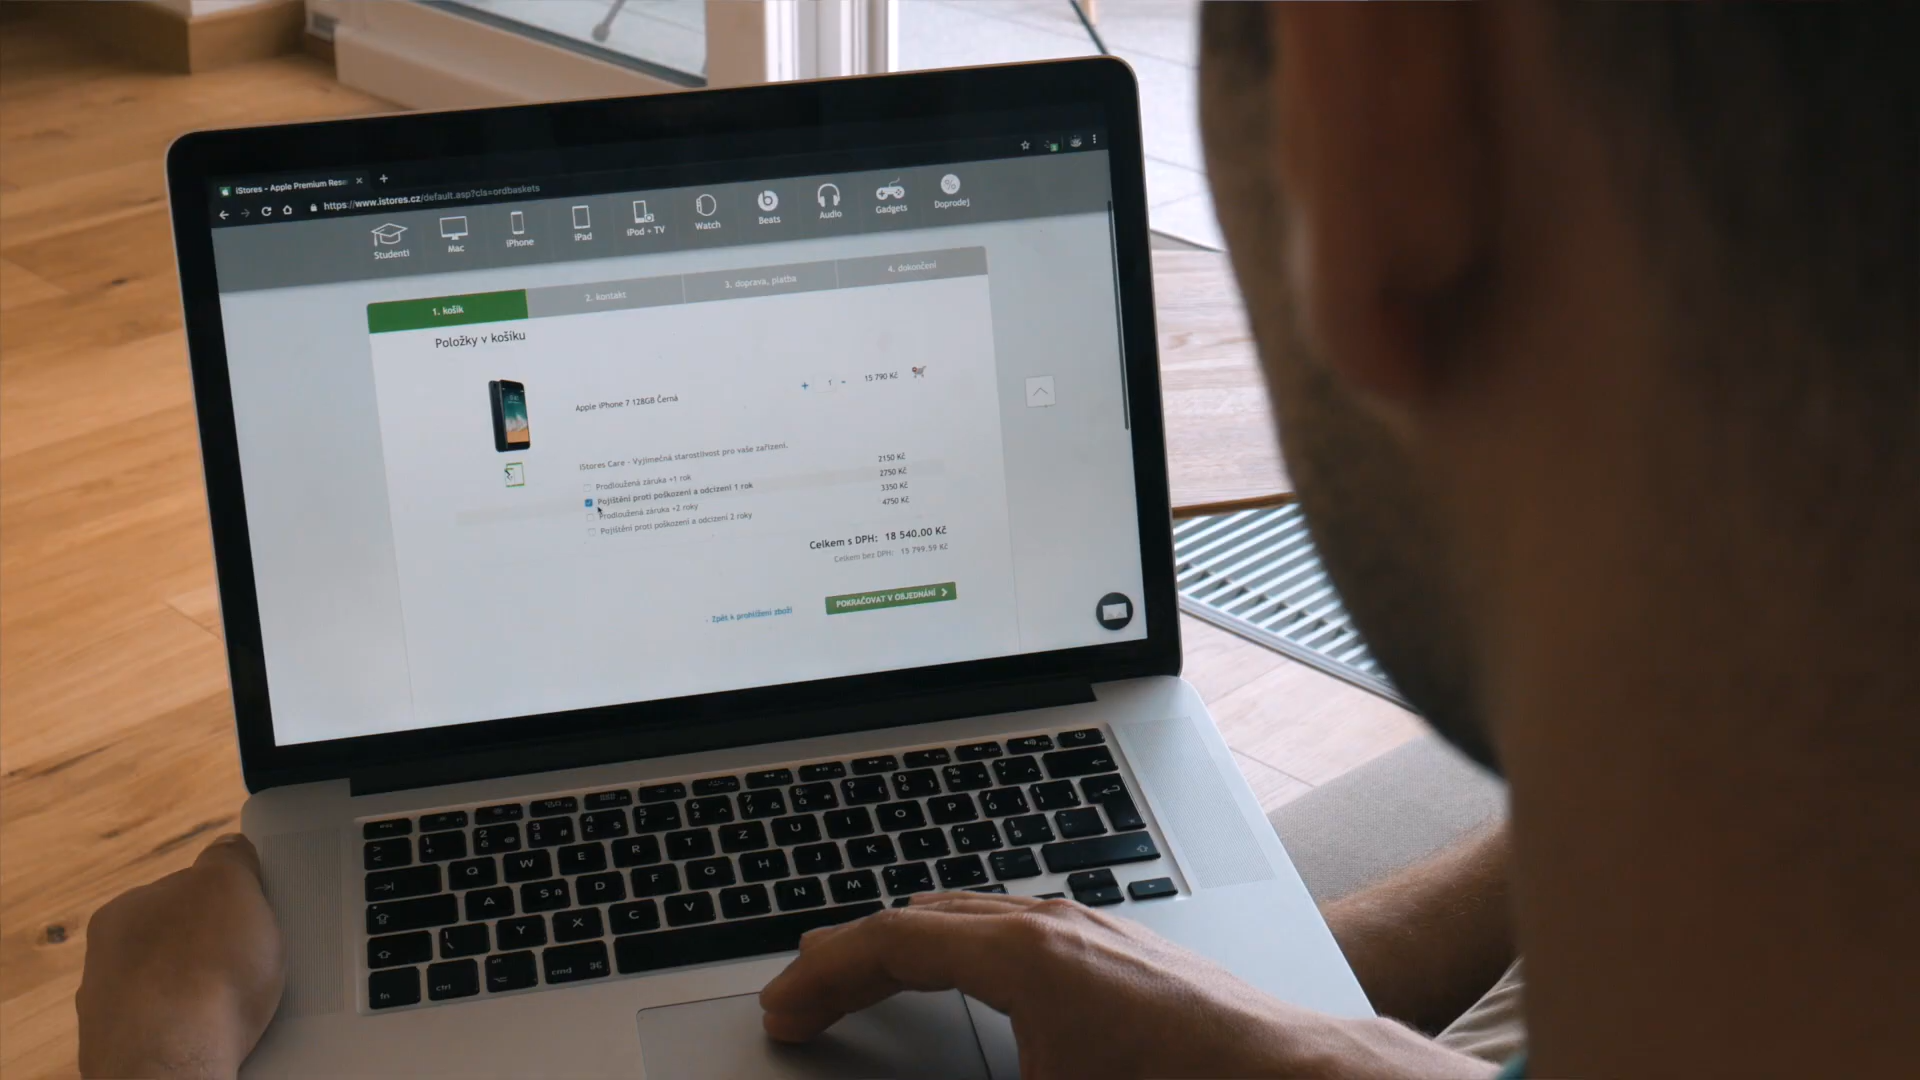 iStores - Apple Premium Rese
https://www.istores.cz/default.asp?cls=ordbaskets
Studenti
Mac
iPhone
iPad
iPod + TV
Watch
Beats
Audio
Gadgets
Doprodej
1. košík
2. kontakt
3. doprava, platba
4. dokončení
Položky v košíku
Apple iPhone 7 128GB Černá
+ 1 - 15 790 Kč
iStores Care - Vyjímečná starostlivost pro vaše zařízení.
Prodloužená záruka +1 rok 2150 Kč
Pojištění proti poškození a odcizení 1 rok 2750 Kč
Prodloužená záruka +2 roky 3350 Kč
Pojištění proti poškození a odcizení 2 roky 4750 Kč
Celkem s DPH: 18 540.00 Kč
Celkem bez DPH: 15 799.59 Kč
Zpět k prohlížení zboží
POKRAČOVAT V OBJEDNÁNÍ
Q W E R T Z U I O P
A S D F G H J K L
Y X C V B N M
fn ctrl alt cmd